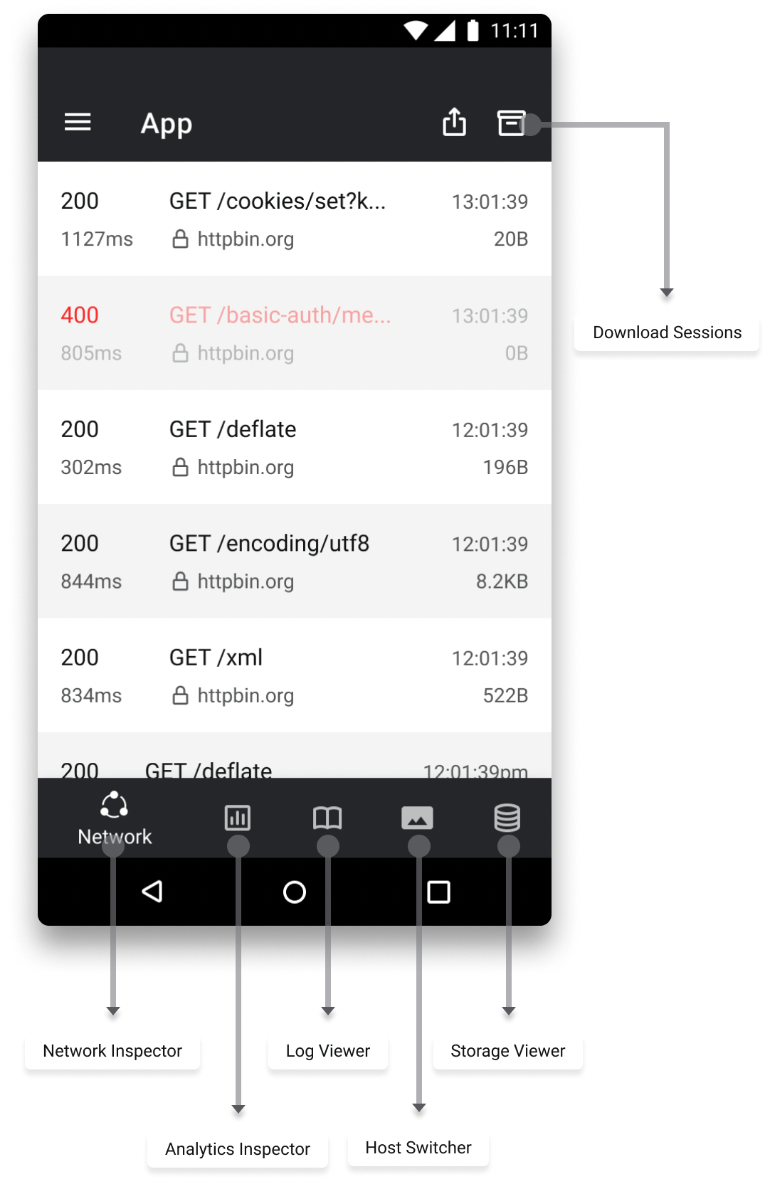 11:11
App
200 GET /cookies/set?k... 13:01:39
1127ms httpbin.org 20B
400 GET /basic-auth/me... 13:01:39
805ms httpbin.org 0B
Download Sessions
200 GET /deflate 12:01:39
302ms httpbin.org 196B
200 GET /encoding/utf8 12:01:39
844ms httpbin.org 8.2KB
200 GET /xml 12:01:39
834ms httpbin.org 522B
200 GET /deflate 12:01:39pm
Network
Network Inspector Log Viewer Storage Viewer
Analytics Inspector Host Switcher